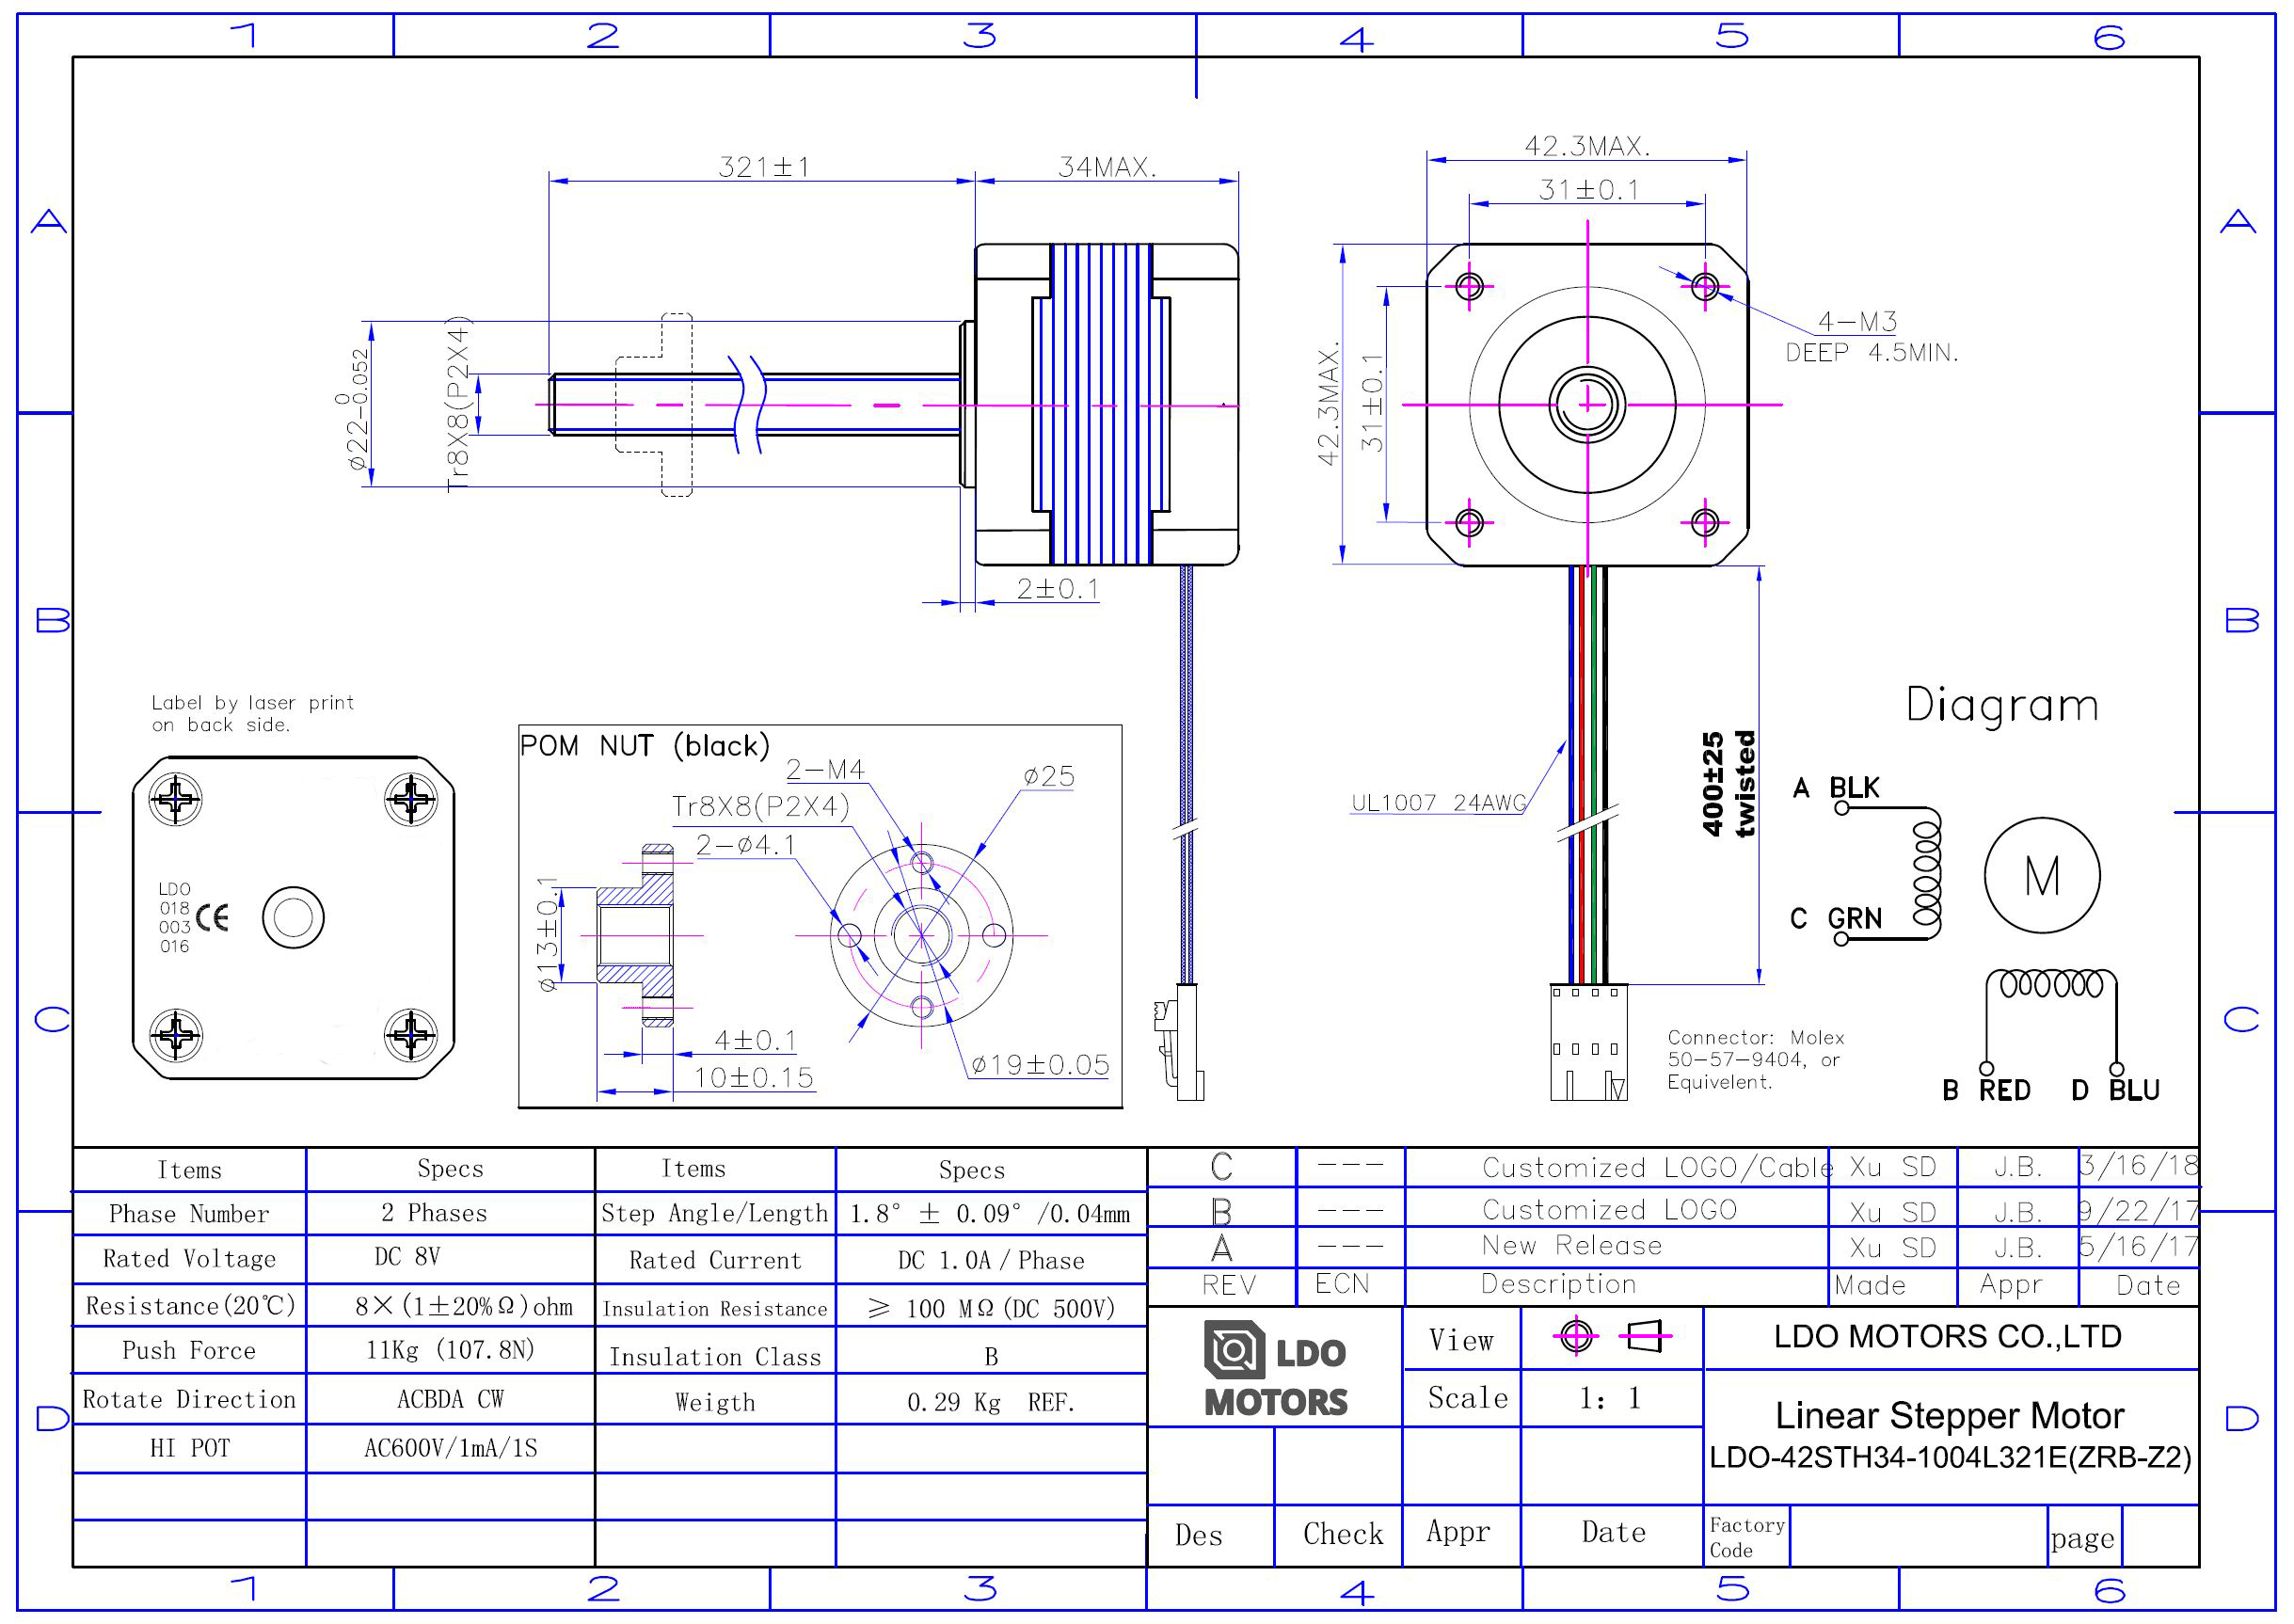 1 2 3 4 5 6
A A
B B
C C
D D
321±1
34MAX.
42.3MAX.
31±0.1
42.3MAX.
31±0.1
4-M3
DEEP 4.5MIN.
ø22 0 -0.052
Tr8X8(P2X4)
2±0.1
Label by laser print
on back side.
LDO
018
003
016
CE
POM NUT (black)
2-M4
Tr8X8(P2X4)
2-ø4.1
ø25
ø13±0.1
4±0.1
10±0.15
ø19±0.05
UL1007 24AWG
400±25
twisted
Connector: Molex
50-57-9404, or
Equivelent.
Diagram
A BLK
C GRN
M
B RED D BLU
Items Specs Items Specs
Phase Number 2 Phases Step Angle/Length 1.8° ± 0.09° /0.04mm
Rated Voltage DC 8V Rated Current DC 1.0A / Phase
Resistance(20℃) 8×(1±20%Ω)ohm Insulation Resistance ≥ 100 MΩ(DC 500V)
Push Force 11Kg (107.8N) Insulation Class B
Rotate Direction ACBDA CW Weigth 0.29 Kg REF.
HI POT AC600V/1mA/1S
C --- Customized LOGO/Cable Xu SD J.B. 3/16/18
B --- Customized LOGO Xu SD J.B. 9/22/17
A --- New Release Xu SD J.B. 5/16/17
REV ECN Description Made Appr Date
LDO
MOTORS
View
Scale 1: 1
LDO MOTORS CO.,LTD
Linear Stepper Motor
LDO-42STH34-1004L321E(ZRB-Z2)
Des Check Appr Date
Factory
Code
page
1 2 3 4 5 6